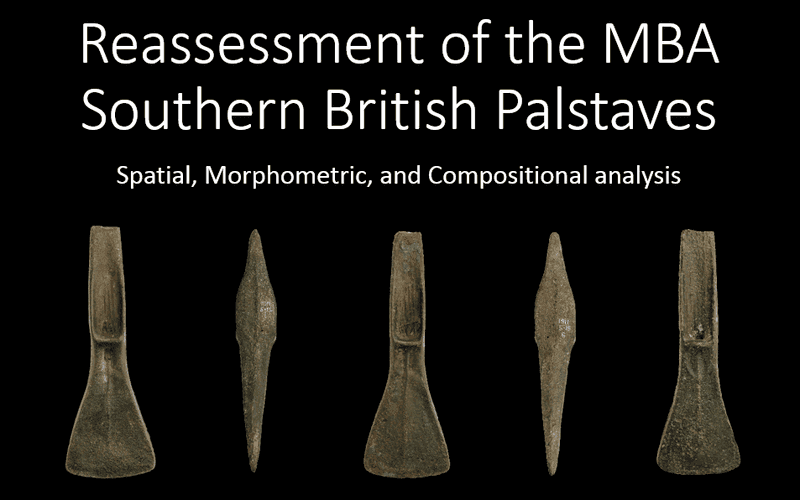 Reassessment of the MBA
Southern British Palstaves
Spatial, Morphometric, and Compositional analysis